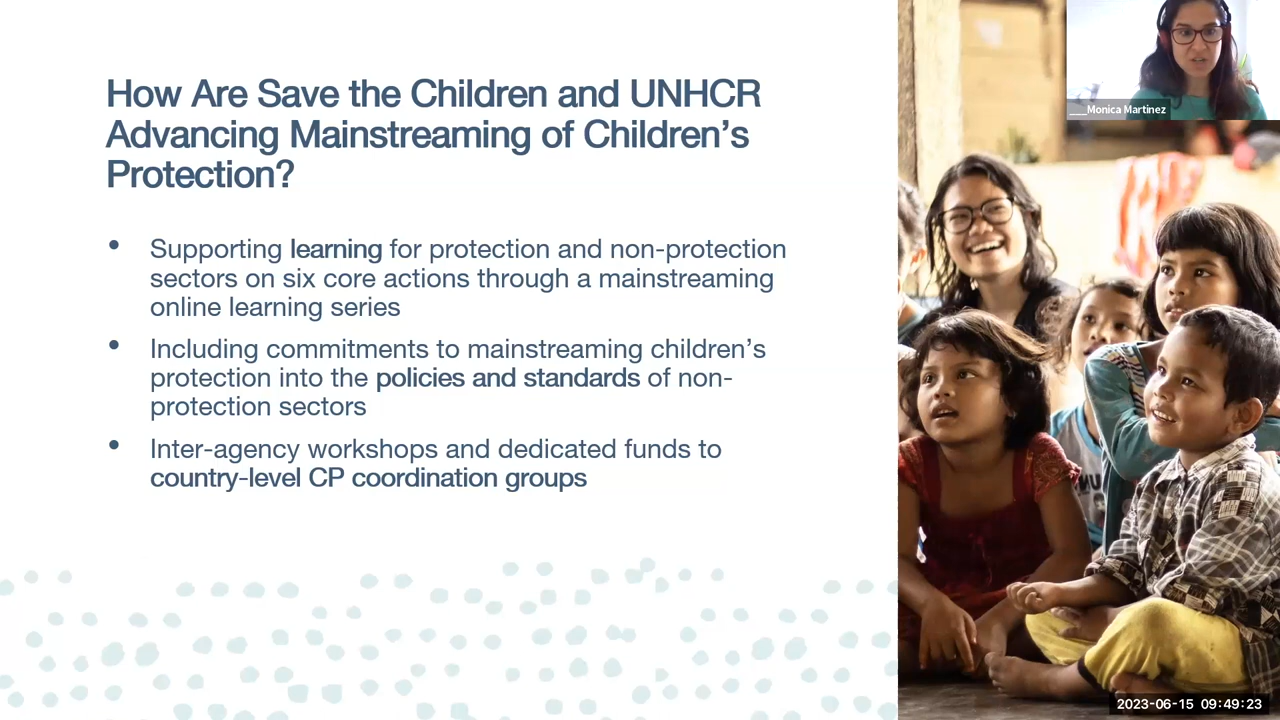 How Are Save the Children and UNHCR
Advancing Mainstreaming of Children’s
Protection?
• Supporting learning for protection and non-protection
sectors on six core actions through a mainstreaming
online learning series
• Including commitments to mainstreaming children’s
protection into the policies and standards of non-
protection sectors
• Inter-agency workshops and dedicated funds to
country-level CP coordination groups
___Monica Martinez
2023-06-15 09:49:23